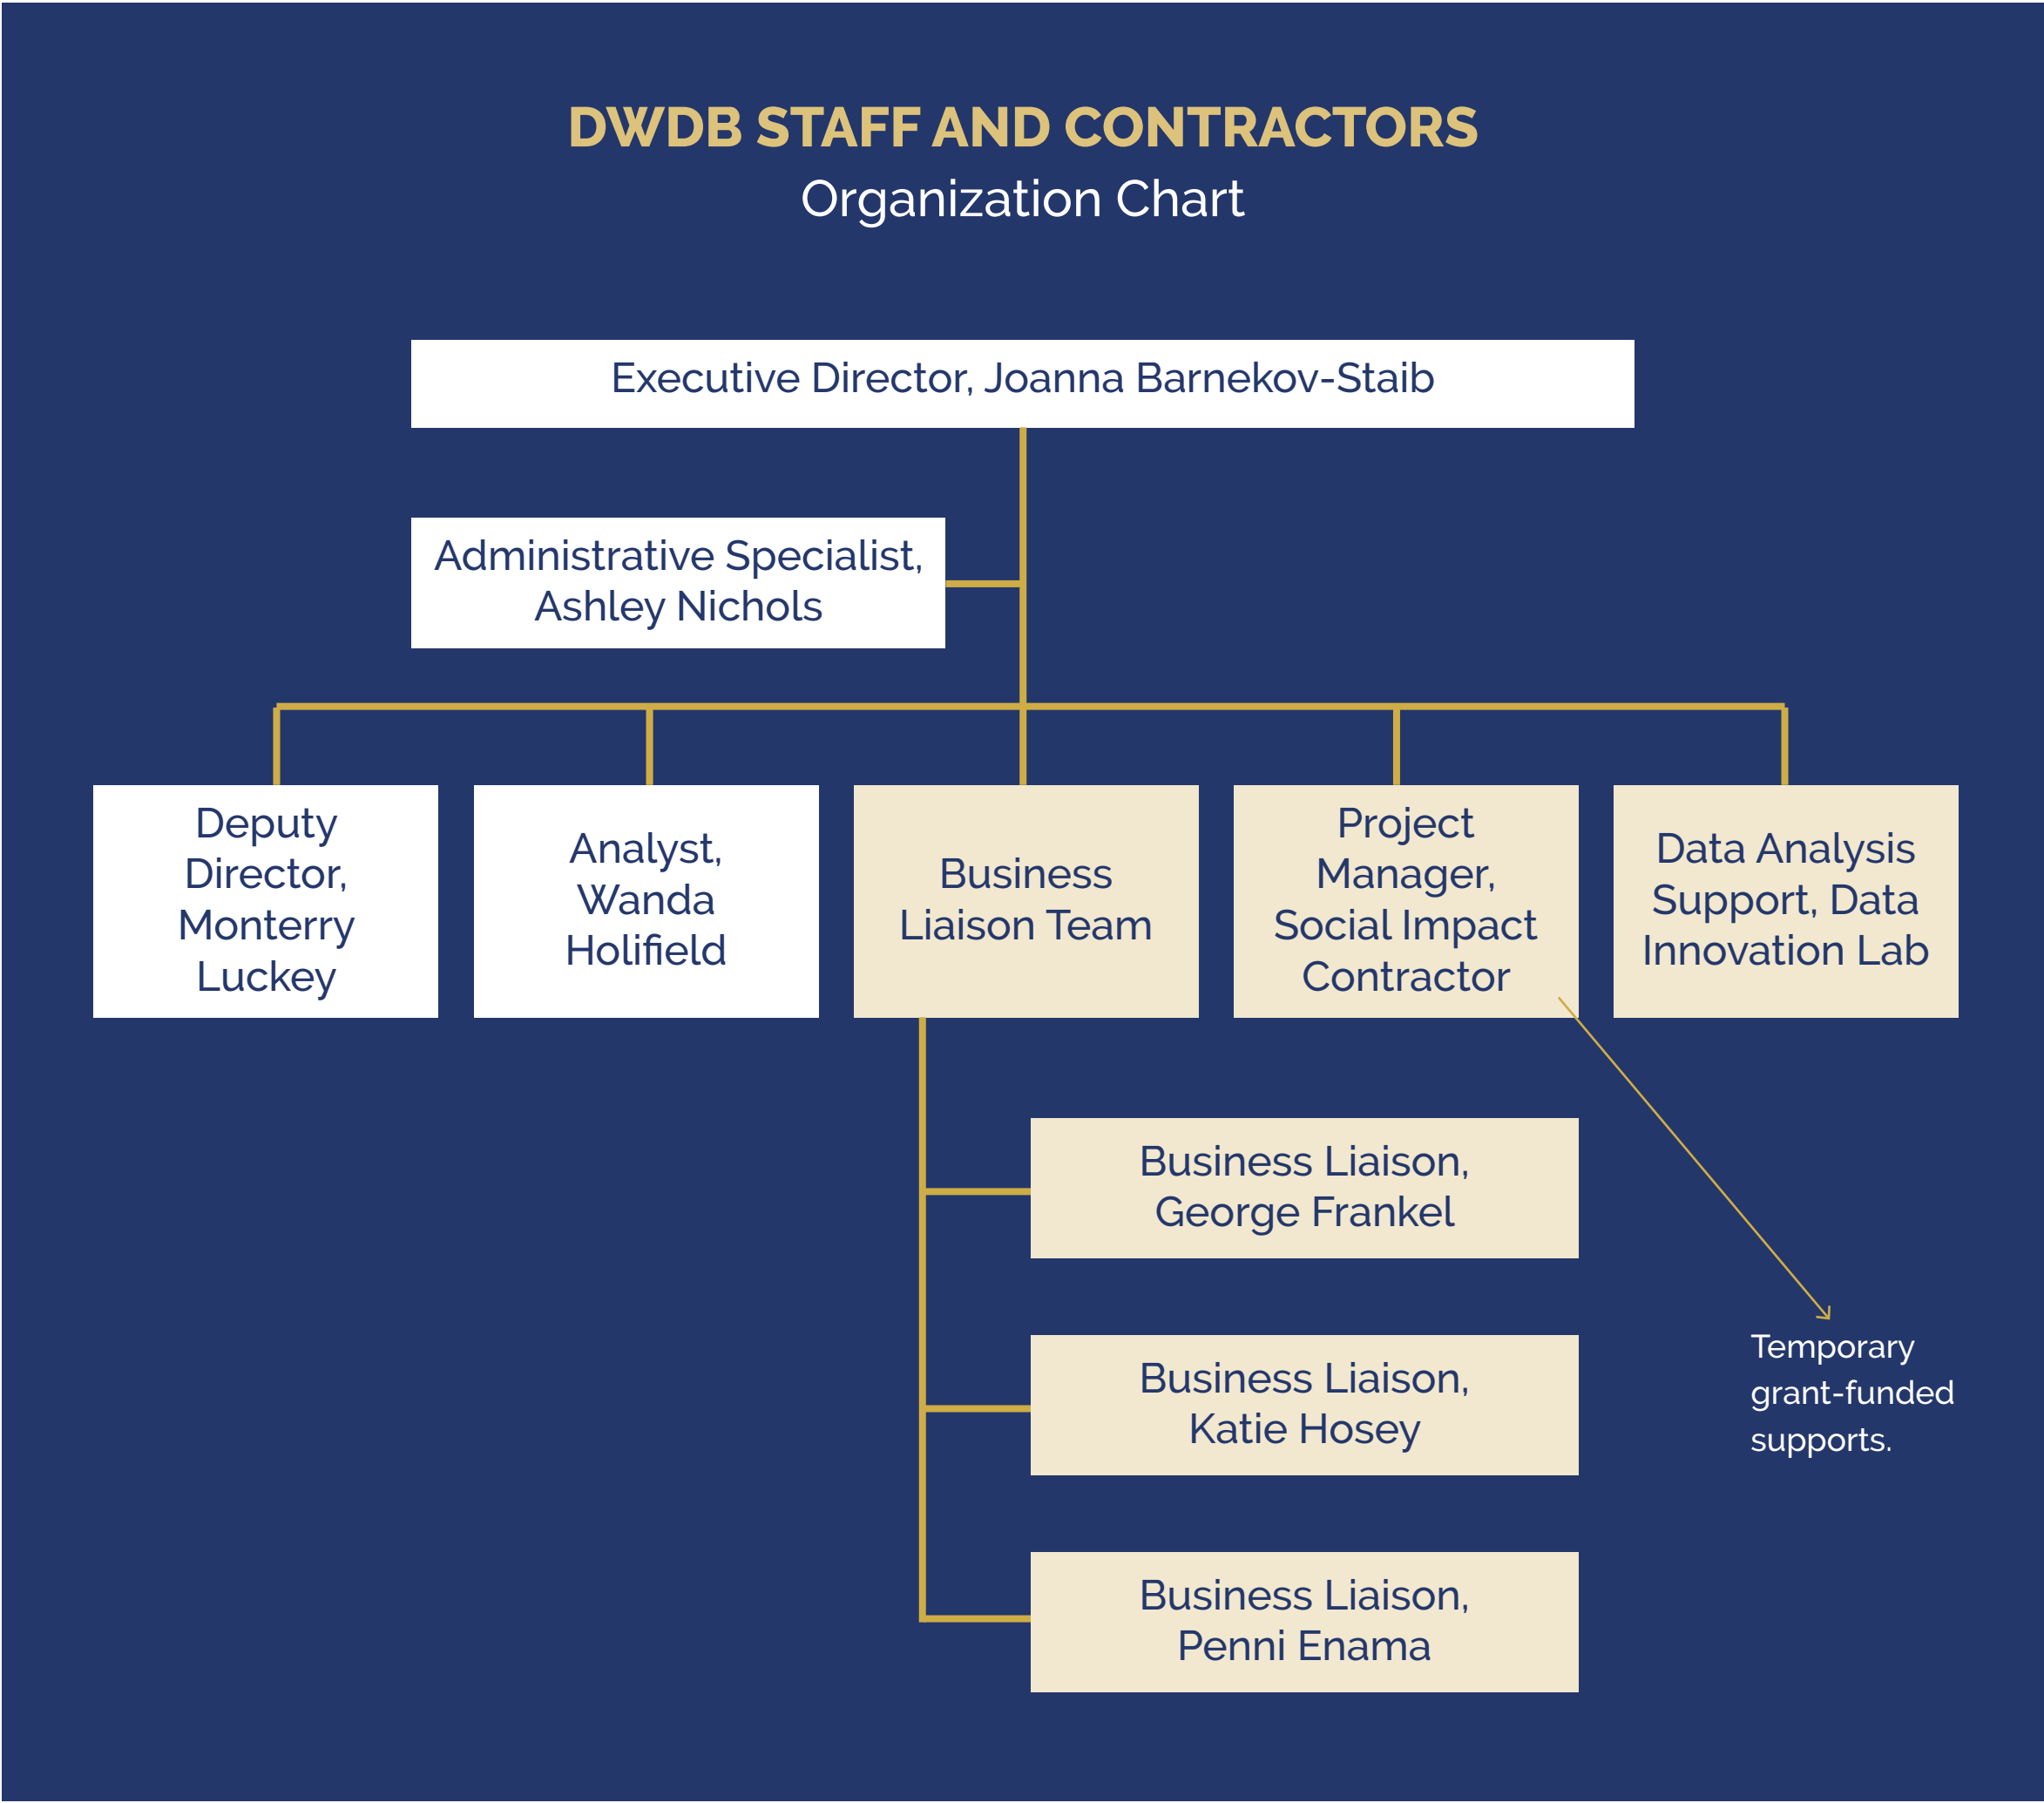 DWDB STAFF AND CONTRACTORS
Organization Chart
Executive Director, Joanna Barnekov-Staib
Administrative Specialist,
Ashley Nichols
Deputy
Director,
Monterry
Luckey
Analyst,
Wanda
Holifield
Business
Liaison Team
Project
Manager,
Social Impact
Contractor
Data Analysis
Support, Data
Innovation Lab
Business Liaison,
George Frankel
Business Liaison,
Katie Hosey
Temporary
grant-funded
supports.
Business Liaison,
Penni Enama